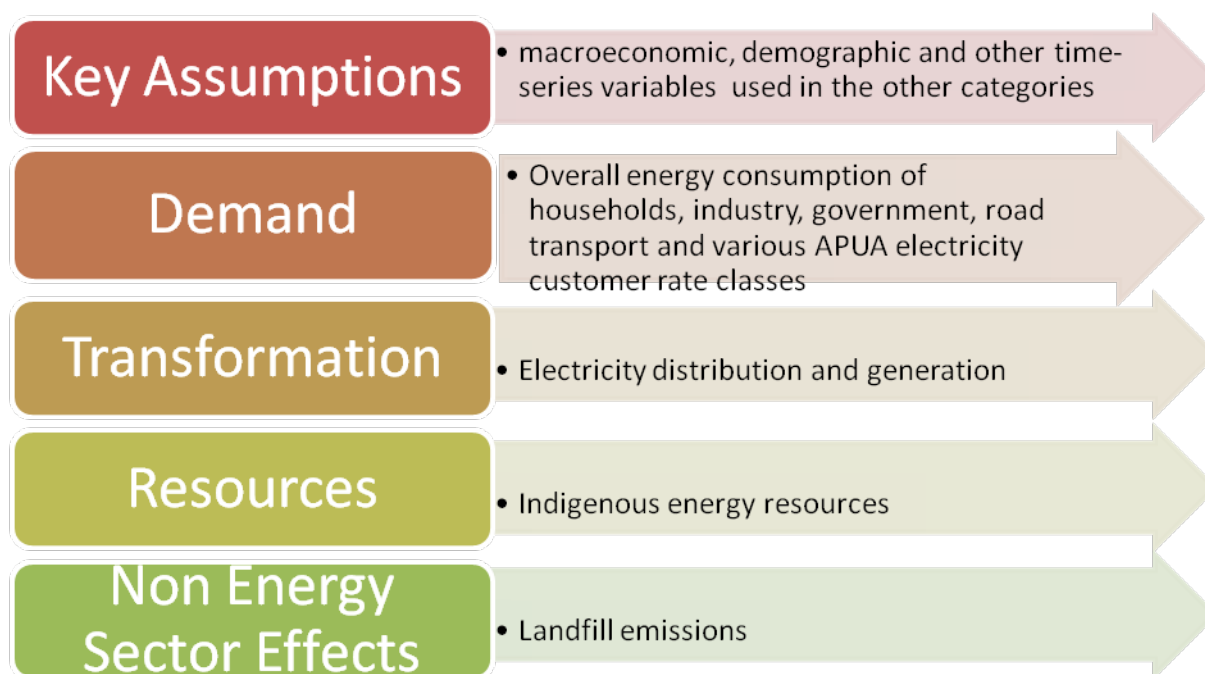 Key Assumptions
• macroeconomic, demographic and other time-
series variables used in the other categories
Demand
• Overall energy consumption of
households, industry, government, road
transport and various APUA electricity
customer rate classes
Transformation
• Electricity distribution and generation
Resources
• Indigenous energy resources
Non Energy
Sector Effects
• Landfill emissions